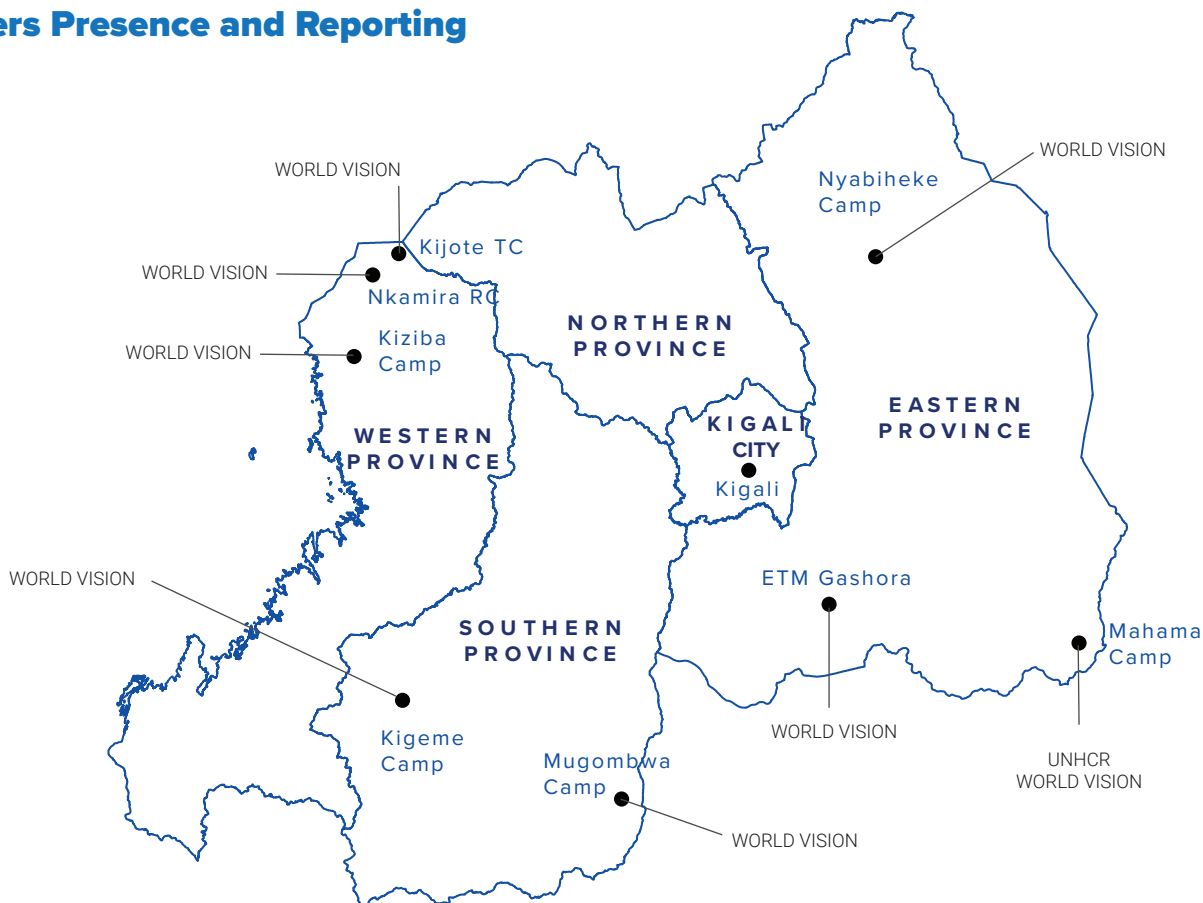 ers Presence and Reporting
WORLD VISION
WORLD VISION
Nyabiheke
Camp
Kijote TC
WORLD VISION
Nkamira RC
NORTHERN
PROVINCE
Kiziba
Camp
WORLD VISION
EASTERN
PROVINCE
KIGALI
CITY
WESTERN
PROVINCE
Kigali
WORLD VISION
ETM Gashora
SOUTHERN
PROVINCE
Mahama
Camp
WORLD VISION
Kigeme
Camp
Mugombwa
Camp
UNHCR
WORLD VISION
WORLD VISION